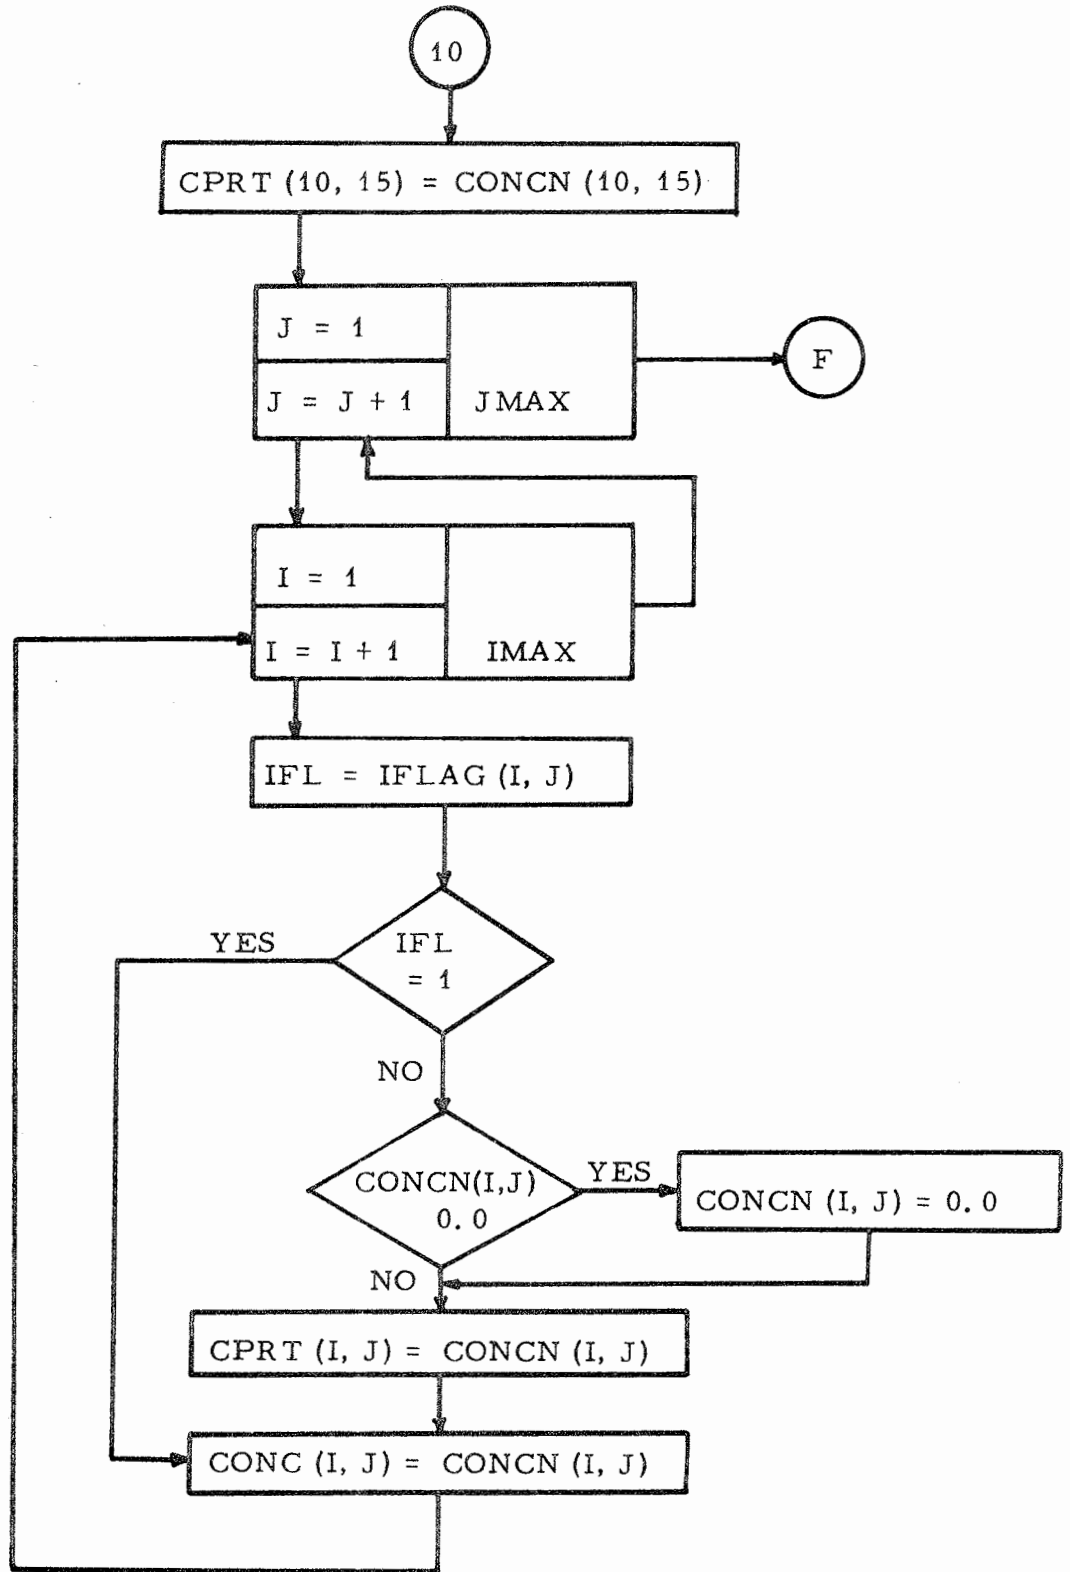 10
CPRT (10, 15) = CONCN (10, 15)
J = 1
J = J + 1
JMAX
F
I = 1
I = I + 1
IMAX
IFL = IFLAG (I, J)
YES
IFL
= 1
NO
CONCN(I,J)
0.0
YES
CONCN (I, J) = 0.0
NO
CPRT (I, J) = CONCN (I, J)
CONC (I, J) = CONCN (I, J)